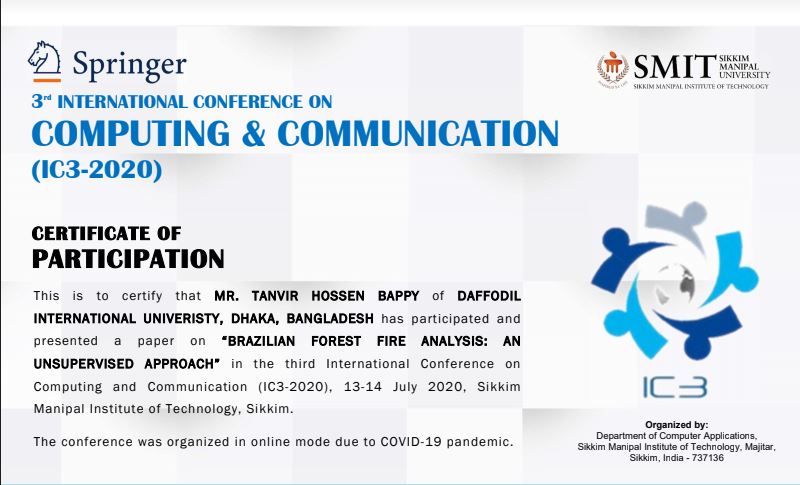 Springer
SMIT SIKKIM
MANIPAL
UNIVERSITY
SIKKIM MANIPAL INSTITUTE OF TECHNOLOGY
3rd INTERNATIONAL CONFERENCE ON
COMPUTING & COMMUNICATION
(IC3-2020)
CERTIFICATE OF
PARTICIPATION
This is to certify that MR. TANVIR HOSSEN BAPPY of DAFFODIL
INTERNATIONAL UNIVERISTY, DHAKA, BANGLADESH has participated and
presented a paper on “BRAZILIAN FOREST FIRE ANALYSIS: AN
UNSUPERVISED APPROACH” in the third International Conference on
Computing and Communication (IC3-2020), 13-14 July 2020, Sikkim
Manipal Institute of Technology, Sikkim.
The conference was organized in online mode due to COVID-19 pandemic.
IC3
Organized by:
Department of Computer Applications,
Sikkim Manipal Institute of Technology, Majitar,
Sikkim, India - 737136